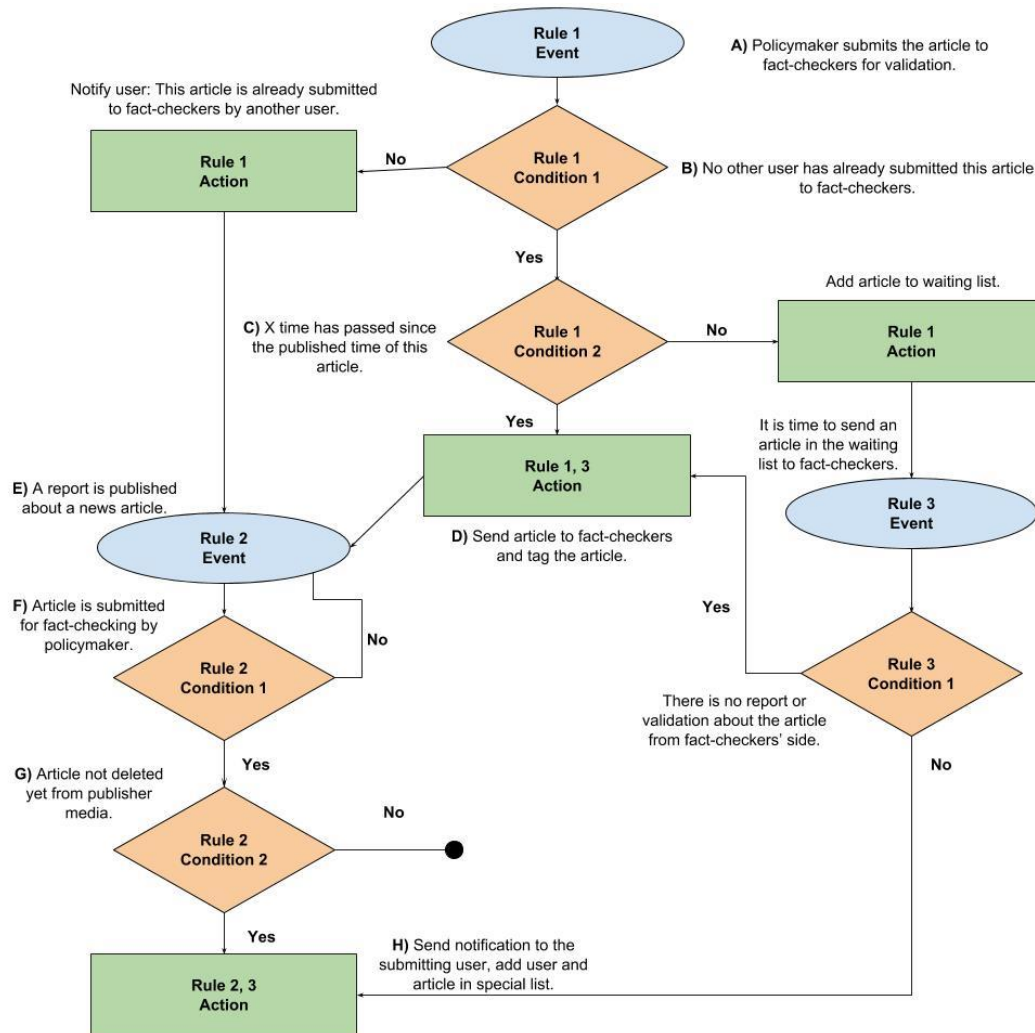 Rule 1
Event
A) Policymaker submits the article to
fact-checkers for validation.
Notify user: This article is already submitted
to fact-checkers by another user.
Rule 1
Action
No
Rule 1
Condition 1
B) No other user has already submitted this article
to fact-checkers.
Yes
Add article to waiting list.
C) X time has passed since
the published time of this
article.
Rule 1
Condition 2
No
Rule 1
Action
Yes
It is time to send an
article in the waiting
list to fact-checkers.
Rule 1, 3
Action
E) A report is published
about a news article.
Rule 3
Event
D) Send article to fact-checkers
and tag the article.
Rule 2
Event
F) Article is submitted
for fact-checking by
policymaker.
No
Yes
Rule 2
Condition 1
Rule 3
Condition 1
There is no report or
validation about the article
from fact-checkers' side.
Yes
No
G) Article not deleted
yet from publisher
media.
No
Rule 2
Condition 2
Yes
H) Send notification to the
submitting user, add user and
article in special list.
Rule 2, 3
Action